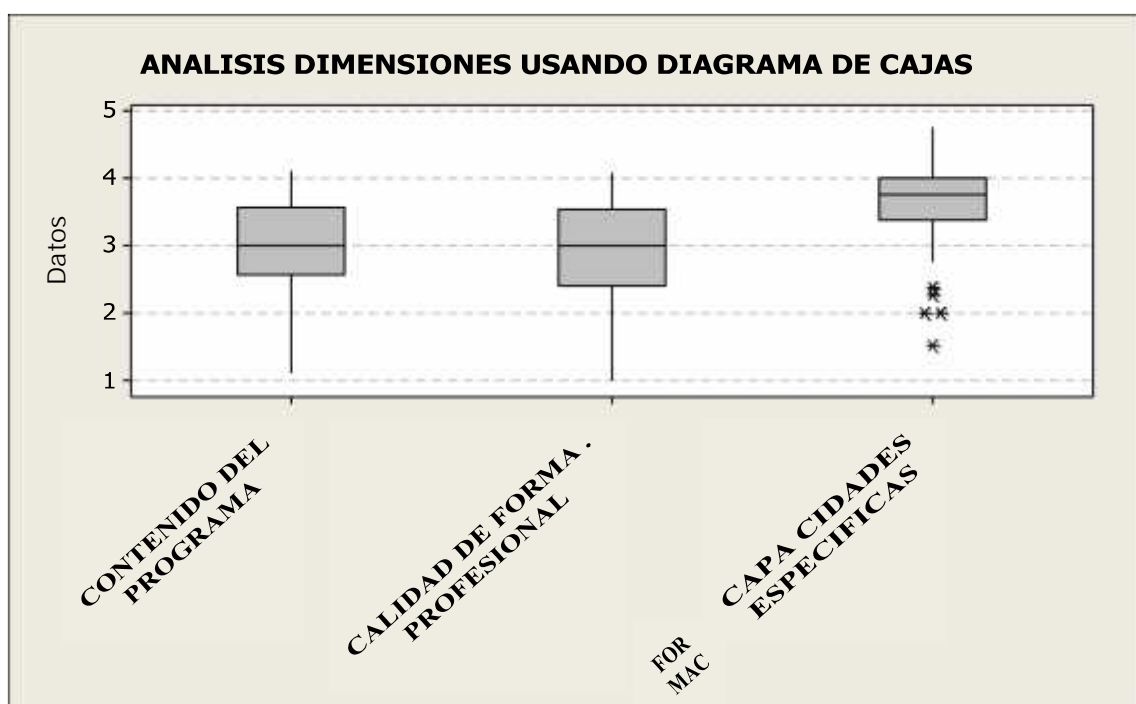 ANALISIS DIMENSIONES USANDO DIAGRAMA DE CAJAS
5
4
3
2
1
Datos
CONTENIDO DEL
PROGRAMA
CALIDAD DE FORMA .
PROFESIONAL
CAPA CIDADES
ESPECIFICAS
FOR
MAC